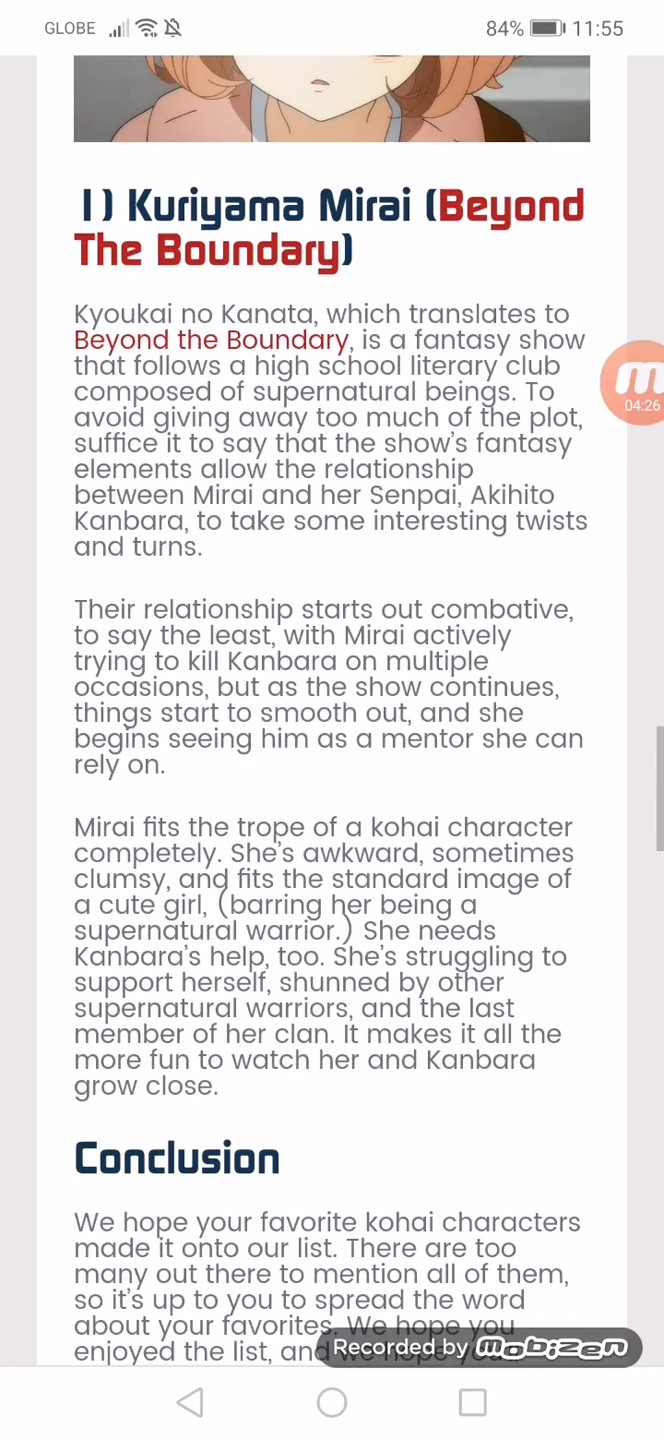 GLOBE
84%
11:55
1) Kuriyama Mirai (Beyond
The Boundary)
Kyoukai no Kanata, which translates to
Beyond the Boundary, is a fantasy show
that follows a high school literary club
composed of supernatural beings. To
avoid giving away too much of the plot,
suffice it to say that the show's fantasy
elements allow the relationship
between Mirai and her Senpai, Akihito
Kanbara, to take some interesting twists
and turns.
04:26
Their relationship starts out combative,
to say the least, with Mirai actively
trying to kill Kanbara on multiple
occasions, but as the show continues,
things start to smooth out, and she
begins seeing him as a mentor she can
rely on.
Mirai fits the trope of a kohai character
completely. She's awkward, sometimes
clumsy, and fits the standard image of
a cute girl, (barring her being a
supernatural warrior.) She needs
Kanbara's help, too. She's struggling to
support herself, shunned by other
supernatural warriors, and the last
member of her clan. It makes it all the
more fun to watch her and Kanbara
grow close.
Conclusion
We hope your favorite kohai characters
made it onto our list. There are too
many out there to mention all of them,
so it's up to you to spread the word
about your favorites. We hope you
enjoyed the list, and we hope
Recorded by mobizen